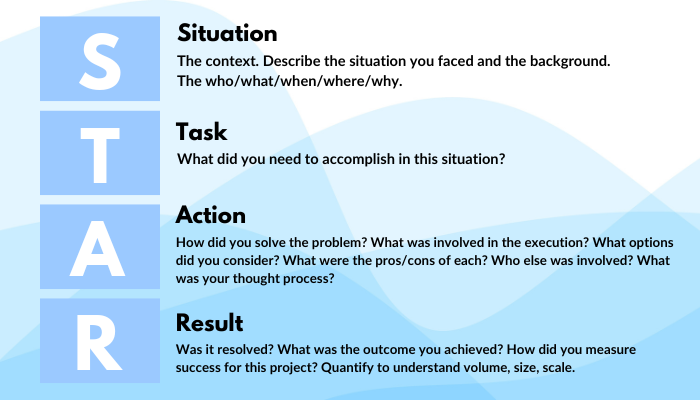 S
Situation
The context. Describe the situation you faced and the background.
The who/what/when/where/why.
T
Task
What did you need to accomplish in this situation?
A
Action
How did you solve the problem? What was involved in the execution? What options
did you consider? What were the pros/cons of each? Who else was involved? What
was your thought process?
R
Result
Was it resolved? What was the outcome you achieved? How did you measure
success for this project? Quantify to understand volume, size, scale.